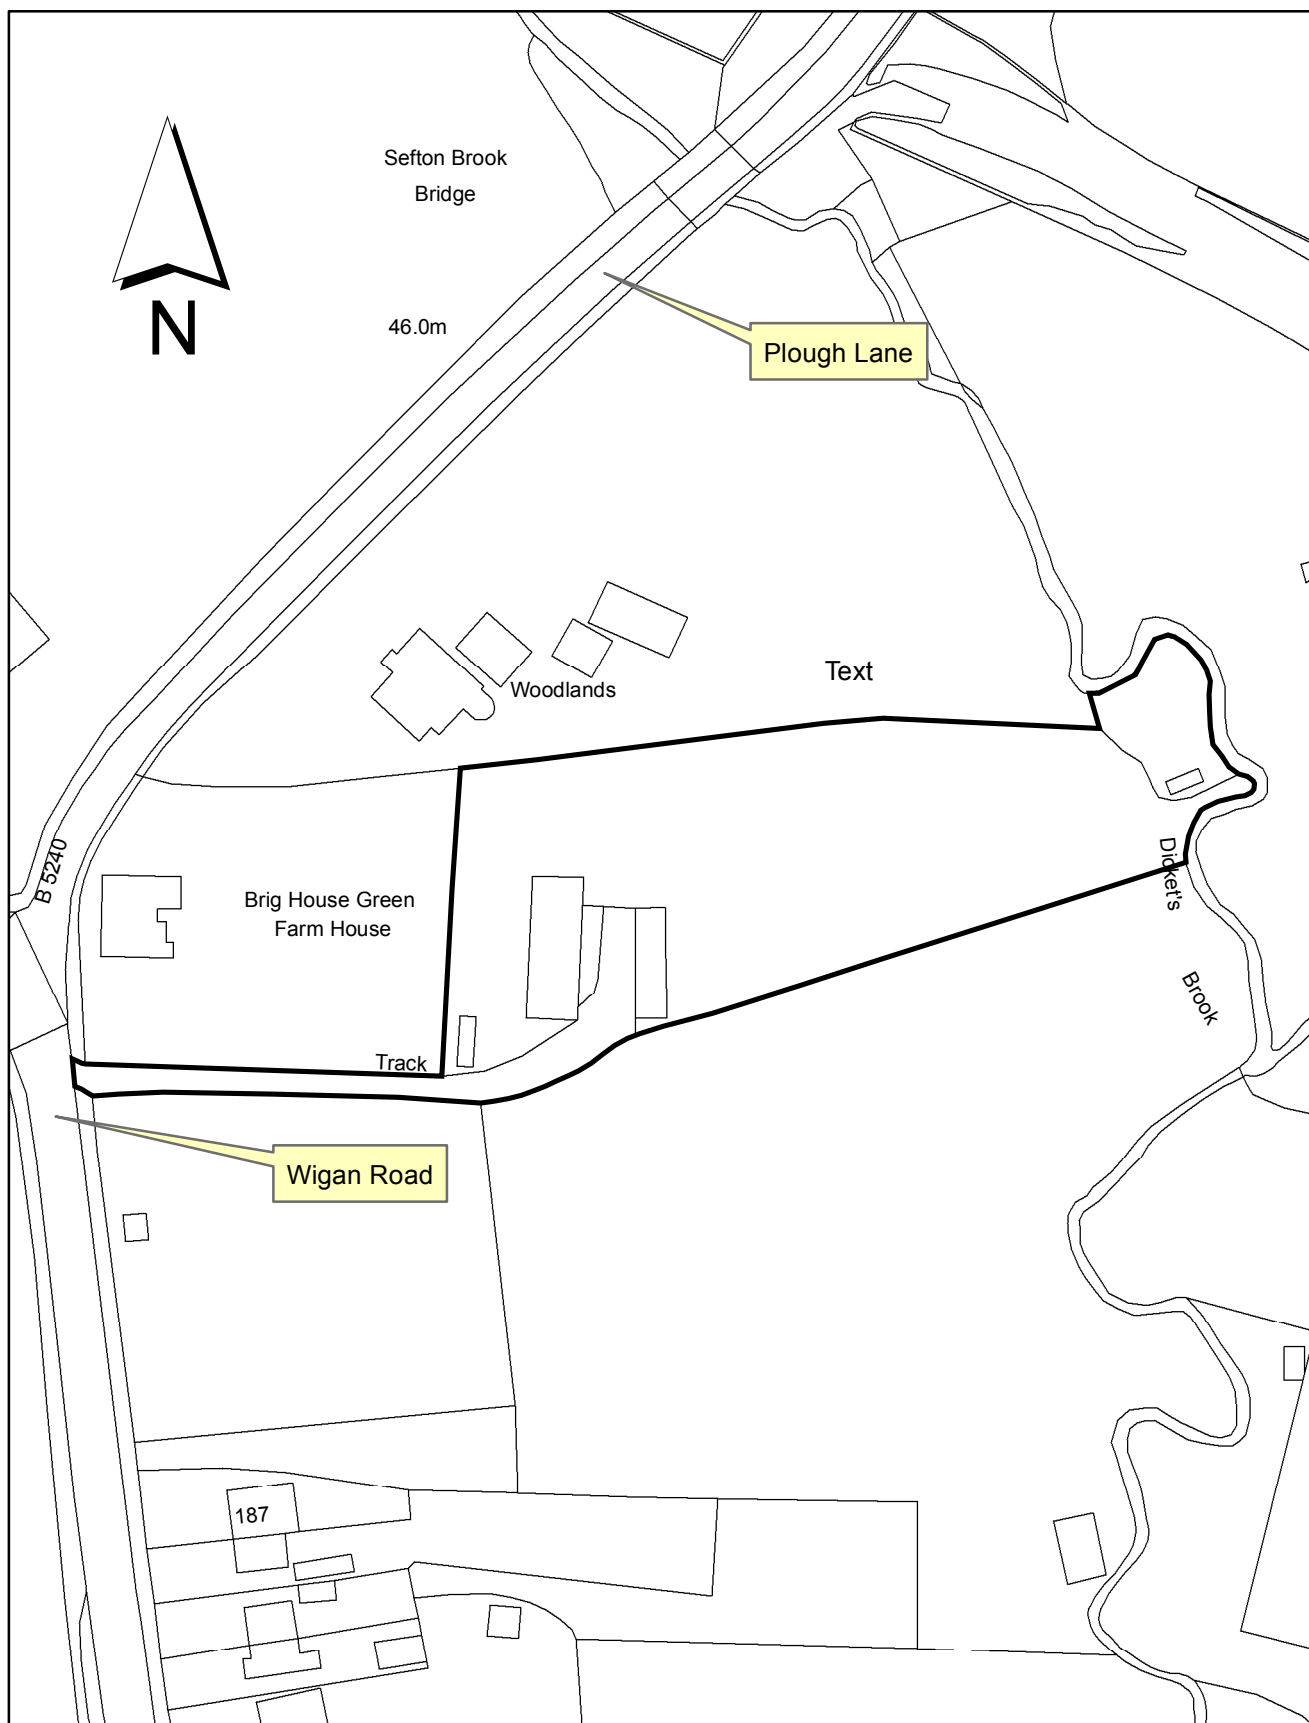 Sefton Brook
Bridge
N
46.0m
Plough Lane
Text
Woodlands
B 5240
Brig House Green
Farm House
Dicket's
Brook
Track
Wigan Road
187